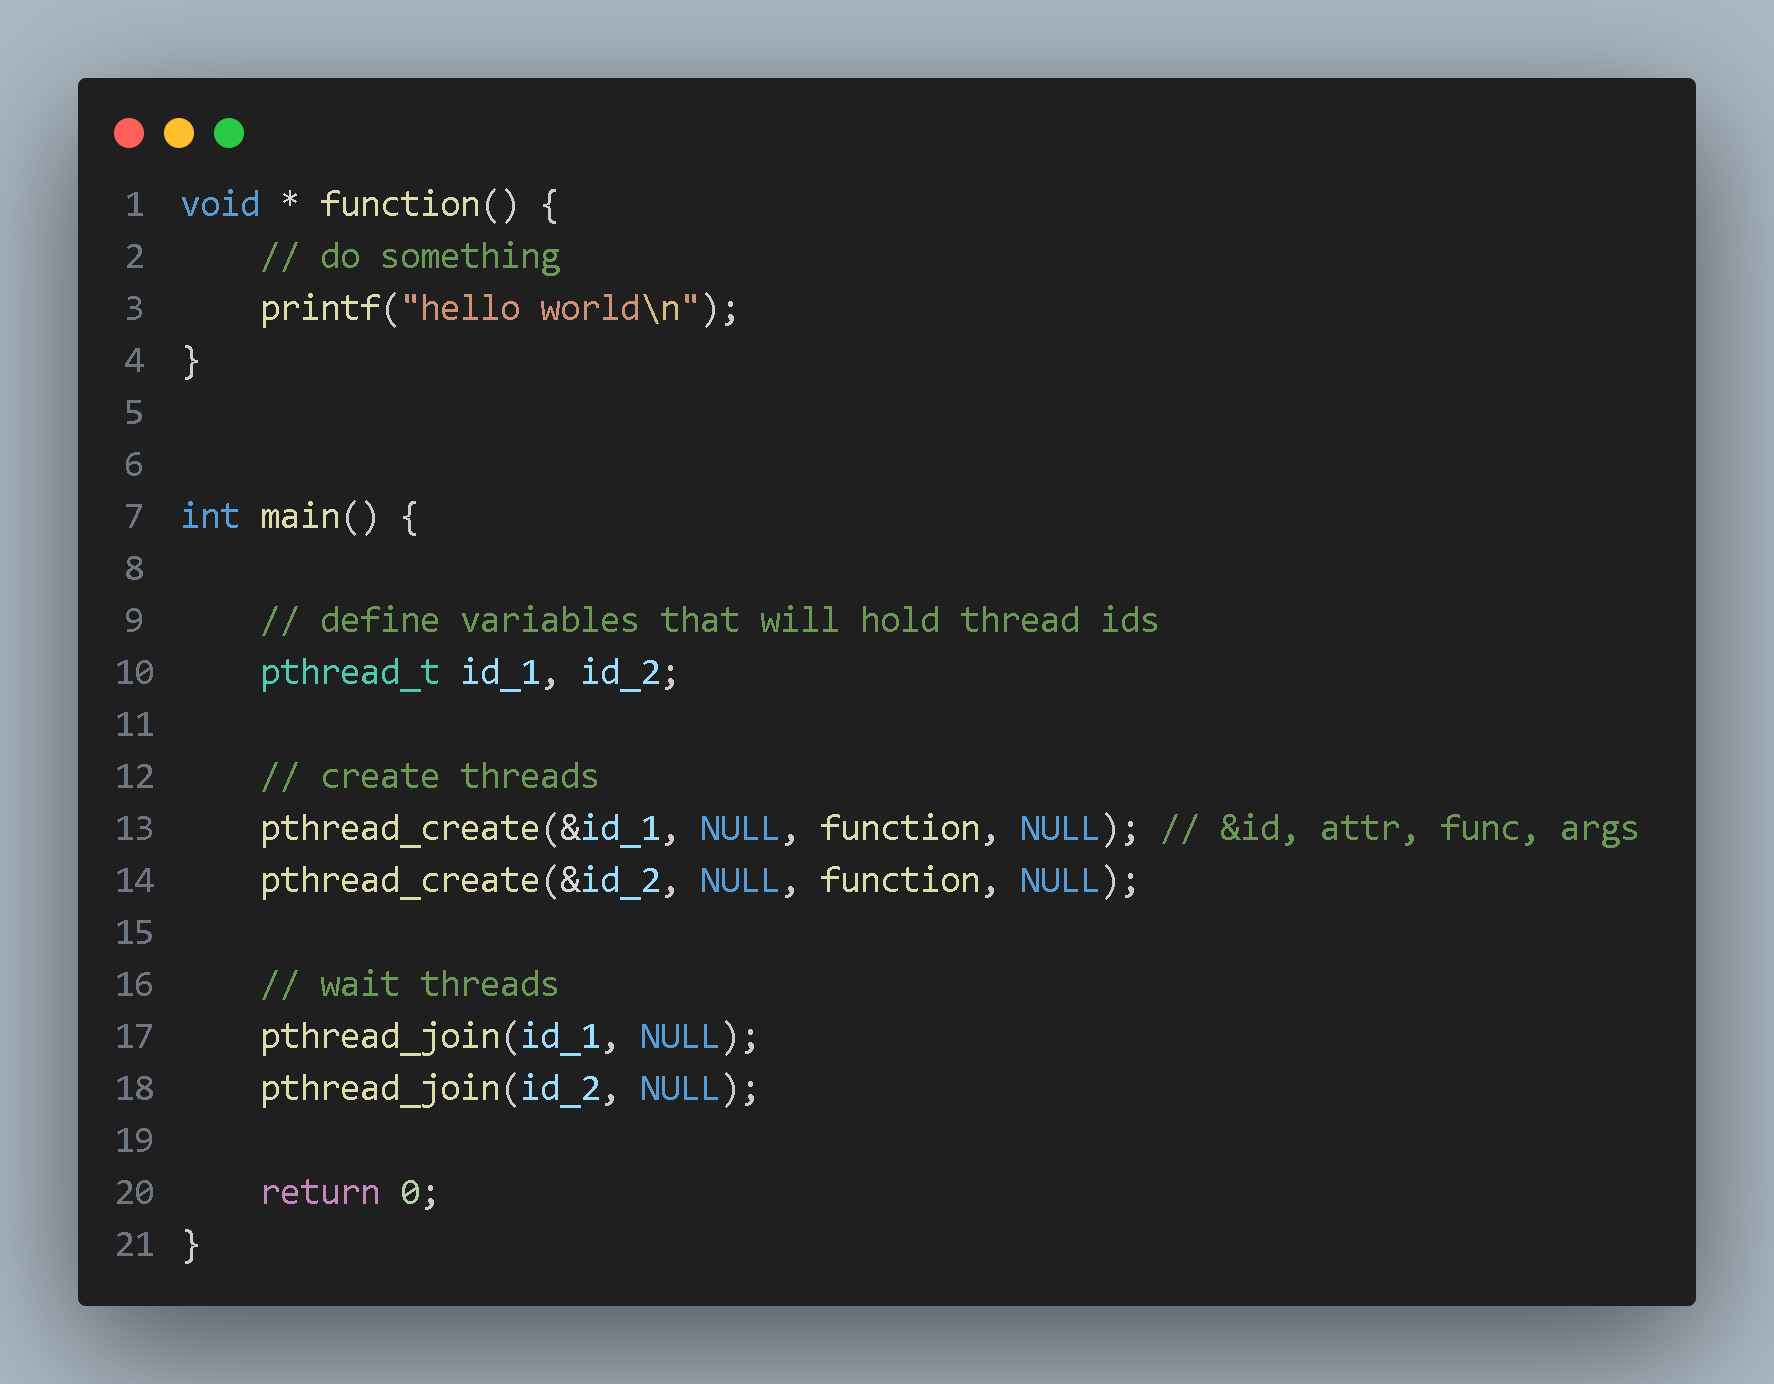 1 void * function() {
2     // do something
3     printf("hello world\n");
4 }
5
6
7 int main() {
8
9     // define variables that will hold thread ids
10     pthread_t id_1, id_2;
11
12     // create threads
13     pthread_create(&id_1, NULL, function, NULL); // &id, attr, func, args
14     pthread_create(&id_2, NULL, function, NULL);
15
16     // wait threads
17     pthread_join(id_1, NULL);
18     pthread_join(id_2, NULL);
19
20     return 0;
21 }